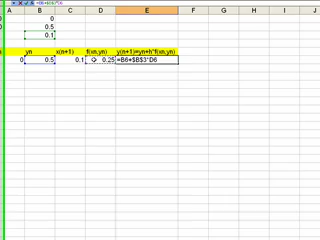 =B6+$B$3*D6
A B C D E F G H I
0
0.5
0.1
yn x(n+1) f(xn,yn) y(n+1)=yn+h*f(xn,yn)
0 0.5 0.1 0.25 =B6+$B$3*D6